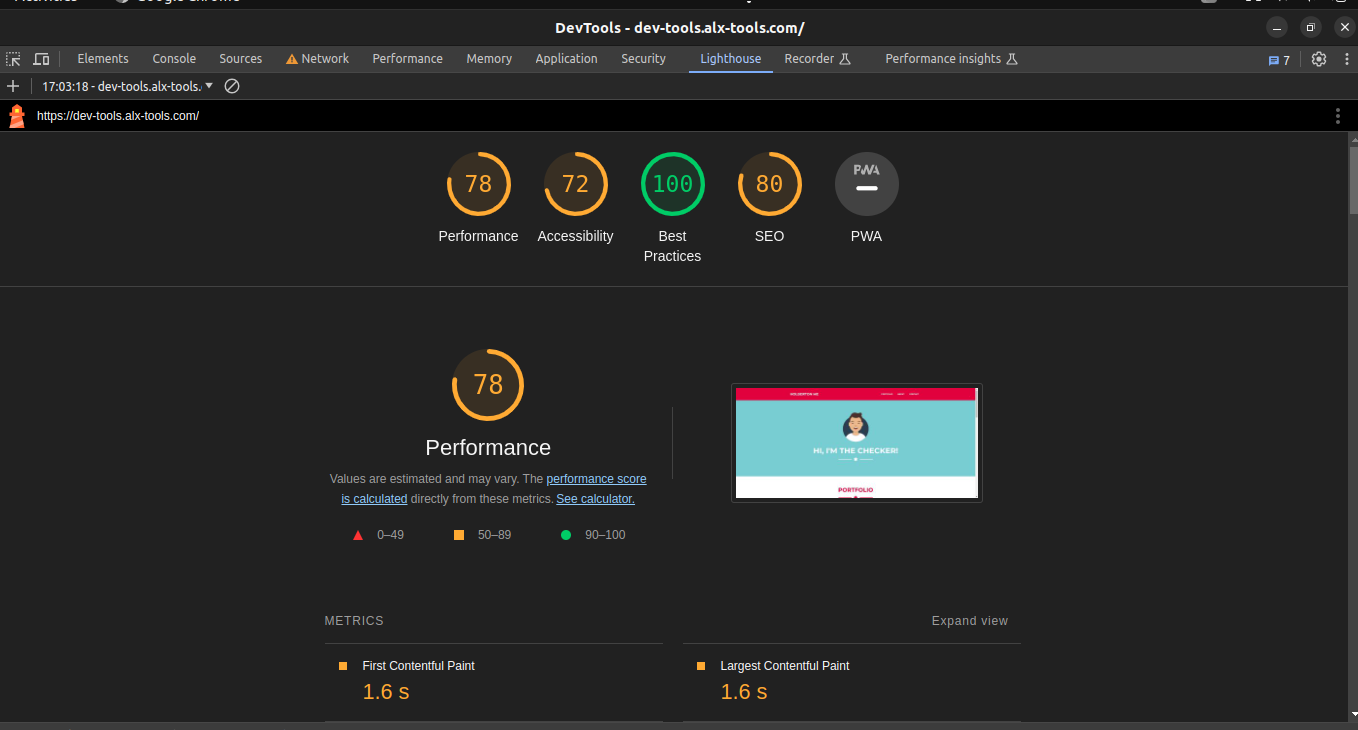 DevTools - dev-tools.alx-tools.com/
Elements Console Sources Network Performance Memory Application Security Lighthouse Recorder Performance insights 7
17:03:18 - dev-tools.alx-tools.
https://dev-tools.alx-tools.com/
78 72 100 80 PWA
Performance Accessibility Best Practices SEO PWA
78
Performance
Values are estimated and may vary. The performance score
is calculated directly from these metrics. See calculator.
0–49 50–89 90–100
HI, I'M THE CHECKER!
PORTFOLIO
METRICS Expand view
First Contentful Paint
1.6 s
Largest Contentful Paint
1.6 s